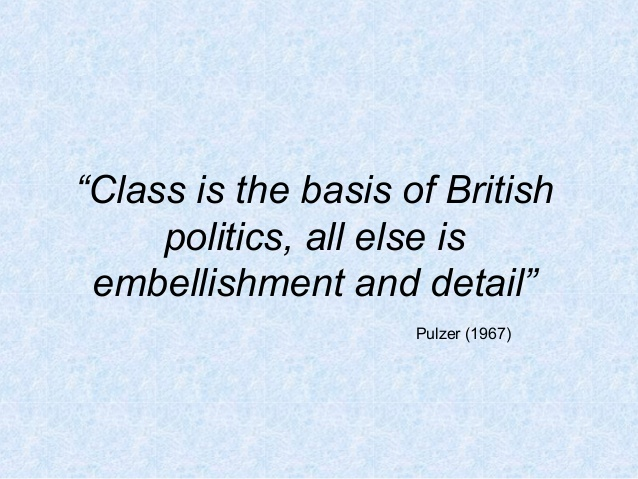 “Class is the basis of British
politics, all else is
embellishment and detail”
Pulzer (1967)